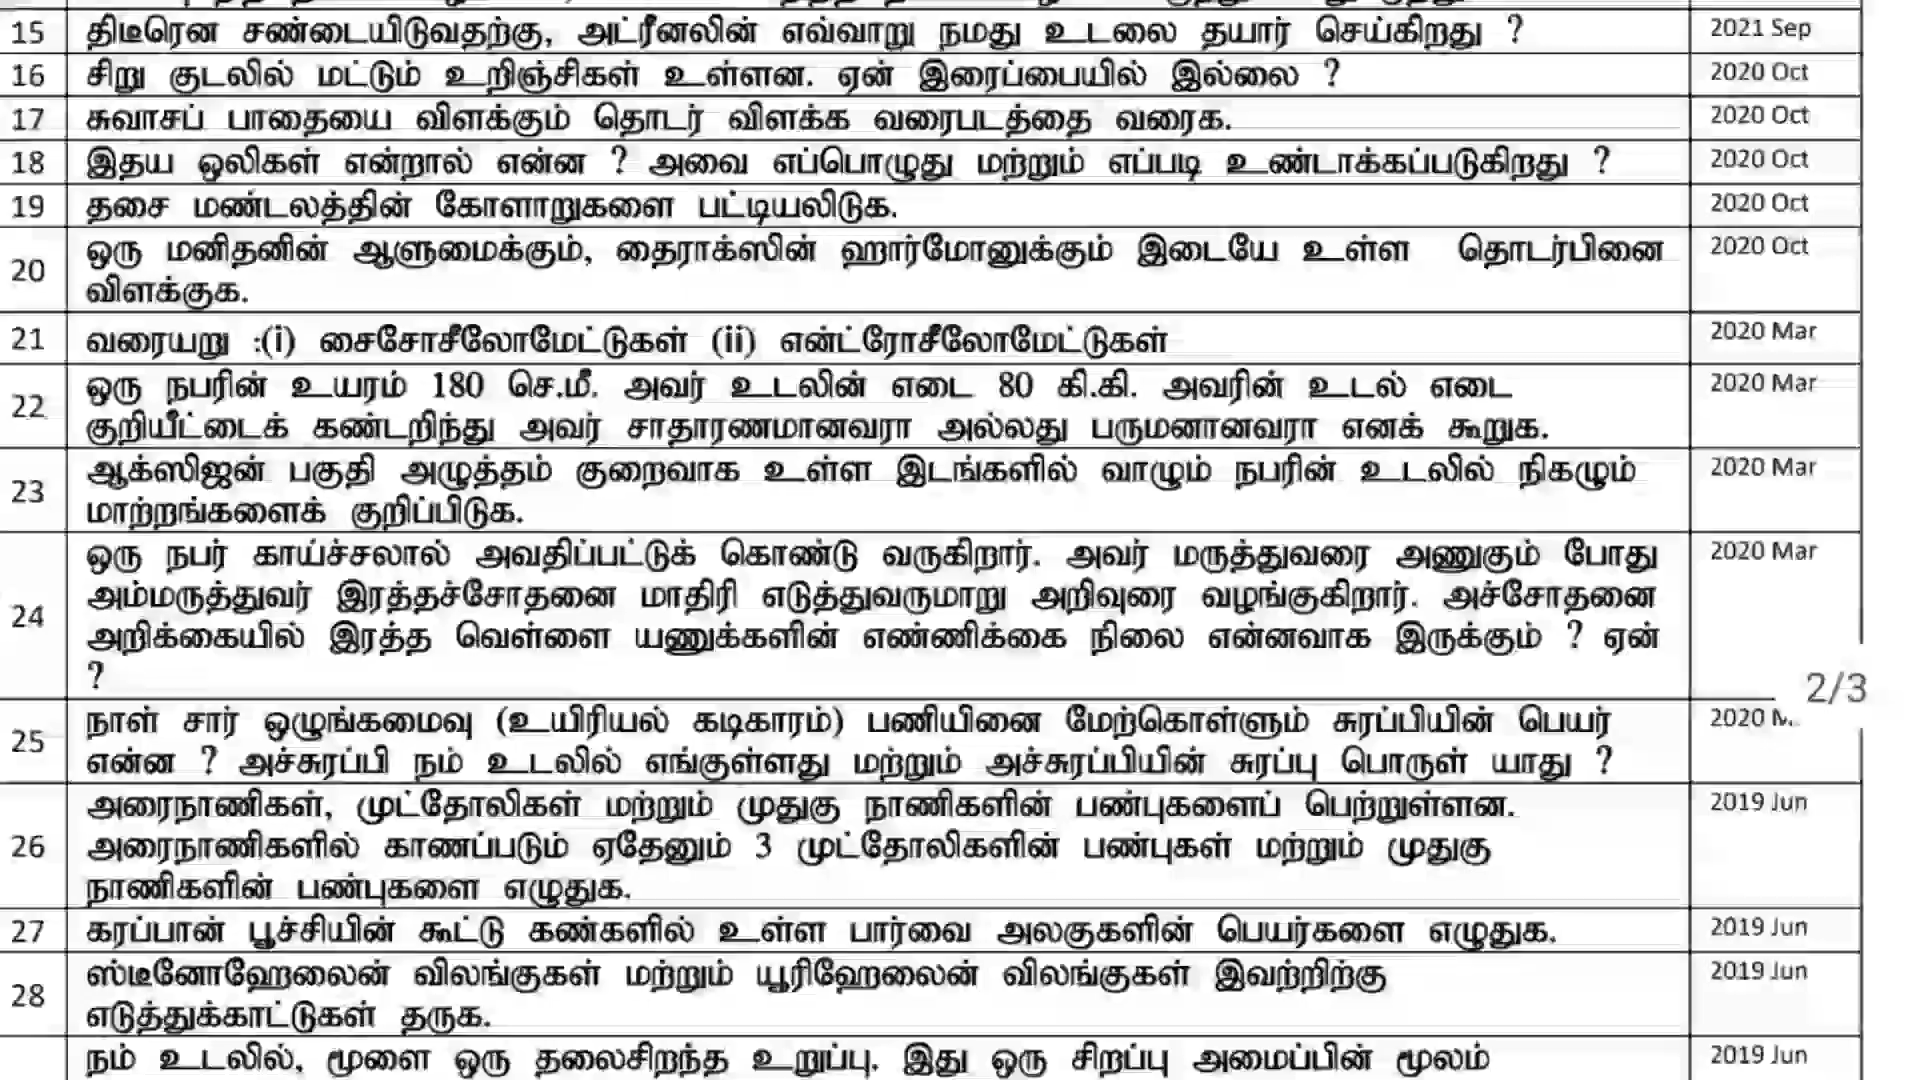 15 திடீரென சண்டையிடுவதற்கு, அட்ரீனலின் எவ்வாறு நமது உடலை தயார் செய்கிறது ? 2021 Sep
16 சிறு குடலில் மட்டும் உறிஞ்சிகள் உள்ளன. ஏன் இரைப்பையில் இல்லை ? 2020 Oct
17 சுவாசப் பாதையை விளக்கும் தொடர் விளக்க வரைபடத்தை வரைக. 2020 Oct
18 இதய ஒலிகள் என்றால் என்ன ? அவை எப்பொழுது மற்றும் எப்படி உண்டாக்கப்படுகிறது ? 2020 Oct
19 தசை மண்டலத்தின் கோளாறுகளை பட்டியலிடுக. 2020 Oct
20 ஒரு மனிதனின் ஆளுமைக்கும், தைராக்ஸின் ஹார்மோனுக்கும் இடையே உள்ள தொடர்பினை 2020 Oct
விளக்குக.
21 வரையறு :(i) சைசோசீலோமேட்டுகள் (ii) என்ட்ரோசீலோமேட்டுகள் 2020 Mar
22 ஒரு நபரின் உயரம் 180 செ.மீ. அவர் உடலின் எடை 80 கி.கி. அவரின் உடல் எடை 2020 Mar
குறியீட்டைக் கண்டறிந்து அவர் சாதாரணமானவரா அல்லது பருமனானவரா எனக் கூறுக.
23 ஆக்ஸிஜன் பகுதி அழுத்தம் குறைவாக உள்ள இடங்களில் வாழும் நபரின் உடலில் நிகழும் 2020 Mar
மாற்றங்களைக் குறிப்பிடுக.
24 ஒரு நபர் காய்ச்சலால் அவதிப்பட்டுக் கொண்டு வருகிறார். அவர் மருத்துவரை அணுகும் போது 2020 Mar
அம்மருத்துவர் இரத்தச்சோதனை மாதிரி எடுத்துவருமாறு அறிவுரை வழங்குகிறார். அச்சோதனை
அறிக்கையில் இரத்த வெள்ளை யணுக்களின் எண்ணிக்கை நிலை என்னவாக இருக்கும் ? ஏன்
?
2/3
25 நாள் சார் ஒழுங்கமைவு (உயிரியல் கடிகாரம்) பணியினை மேற்கொள்ளும் சுரப்பியின் பெயர் 2020
என்ன ? அச்சுரப்பி நம் உடலில் எங்குள்ளது மற்றும் அச்சுரப்பியின் சுரப்பு பொருள் யாது ?
26 அரைநாணிகள், முட்தோலிகள் மற்றும் முதுகு நாணிகளின் பண்புகளைப் பெற்றுள்ளன. 2019 Jun
அரைநாணிகளில் காணப்படும் ஏதேனும் 3 முட்தோலிகளின் பண்புகள் மற்றும் முதுகு
நாணிகளின் பண்புகளை எழுதுக.
27 கரப்பான் பூச்சியின் கூட்டு கண்களில் உள்ள பார்வை அலகுகளின் பெயர்களை எழுதுக. 2019 Jun
28 ஸ்டீனோஹேலைன் விலங்குகள் மற்றும் யூரிஹேலைன் விலங்குகள் இவற்றிற்கு 2019 Jun
எடுத்துக்காட்டுகள் தருக.
நம் உடலில், மூளை ஒரு தலைசிறந்த உறுப்பு. இது ஒரு சிறப்பு அமைப்பின் மூலம் 2019 Jun